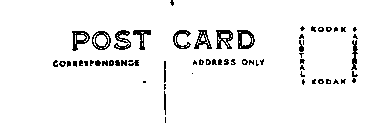 POST CARD
CORRESPONDENCE ADDRESS ONLY
KODAK
AUSTRAL
AUSTRAL
KODAK